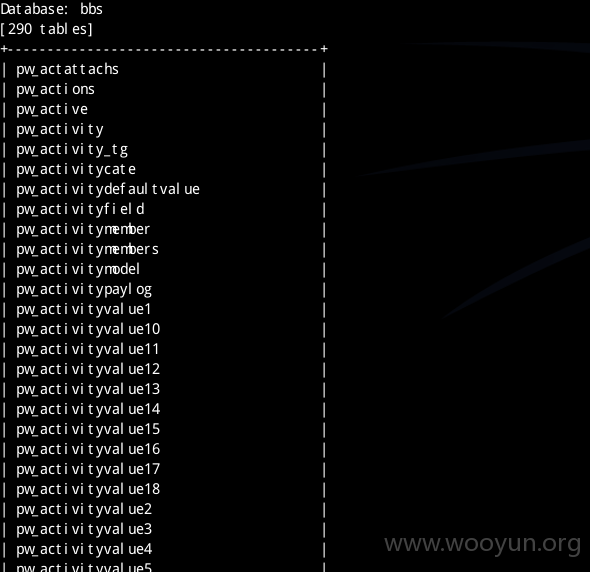 Database: bbs
[290 tables]
+---------------------------------------+
| pw_actattachs |
| pw_actions |
| pw_active |
| pw_activity |
| pw_activity_tg |
| pw_activitycate |
| pw_activitydefaultvalue |
| pw_activityfield |
| pw_activitymember |
| pw_activitymembers |
| pw_activitymodel |
| pw_activitypaylog |
| pw_activityvalue1 |
| pw_activityvalue10 |
| pw_activityvalue11 |
| pw_activityvalue12 |
| pw_activityvalue13 |
| pw_activityvalue14 |
| pw_activityvalue15 |
| pw_activityvalue16 |
| pw_activityvalue17 |
| pw_activityvalue18 |
| pw_activityvalue2 |
| pw_activityvalue3 |
| pw_activityvalue4 |
| pw_activityvalue5 |
www.wooyun.org